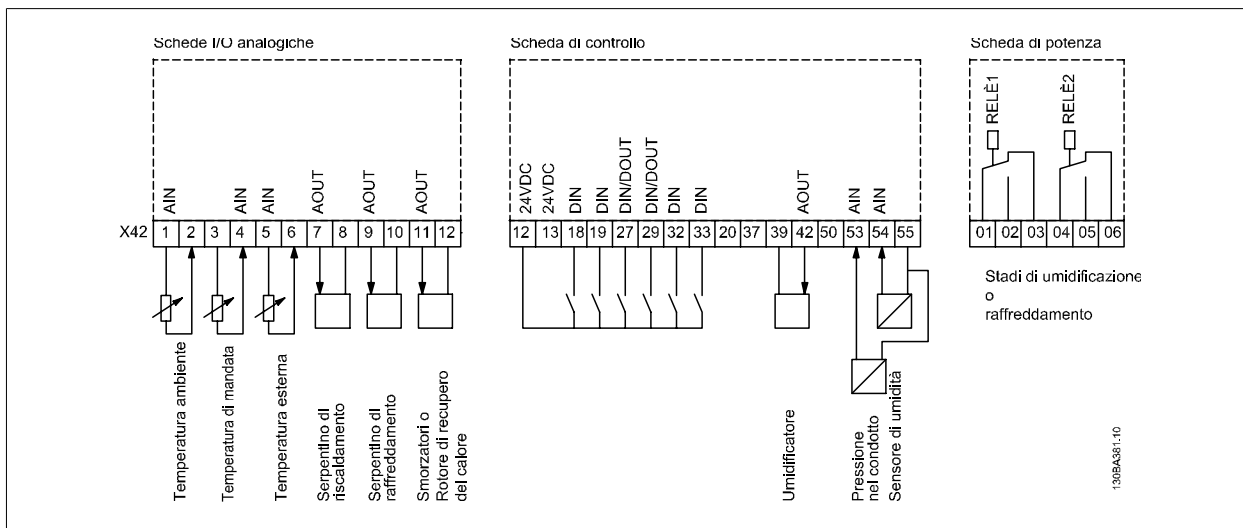 Schede I/O analogiche
Scheda di controllo
Scheda di potenza
AIN
AIN
AIN
AOUT
AOUT
AOUT
24VDC
24VDC
DIN
DIN
DIN/DOUT
DIN/DOUT
DIN
DIN
AOUT
AIN
AIN
RELÈ1
RELÈ2
X42 1 2 3 4 5 6 7 8 9 10 11 12
12 13 18 19 27 29 32 33 20 37 39 42 50 53 54 55
01 02 03 04 05 06
Stadi di umidificazione
o
raffreddamento
Temperatura ambiente
Temperatura di mandata
Temperatura esterna
Serpentino di
riscaldamento
Serpentino di
raffreddamento
Smorzatori o
Rotore di recupero
del calore
Umidificatore
Pressione
nel condotto
Sensore di umidità
130BA381.10